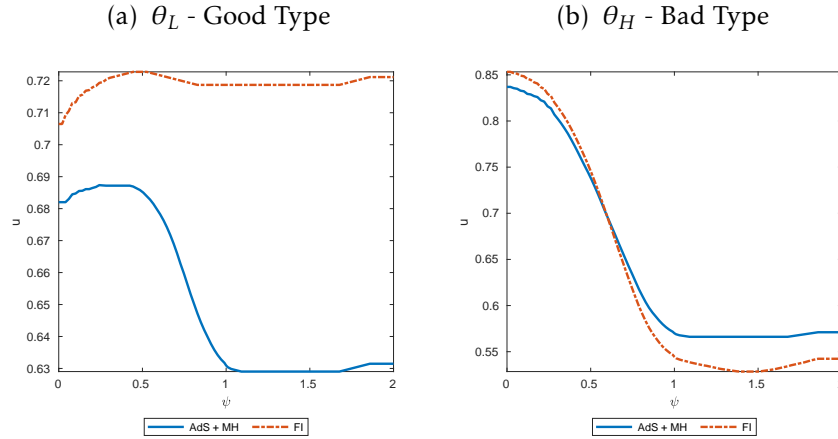 (a) θ_L - Good Type
0.72
0.71
0.7
0.69
0.68
0.67
0.66
0.65
0.64
0.63
u
0
0.5
1
1.5
2
ψ
AdS + MH
FI
(b) θ_H - Bad Type
0.85
0.8
0.75
0.7
0.65
0.6
0.55
u
0
0.5
1
1.5
2
ψ
AdS + MH
FI